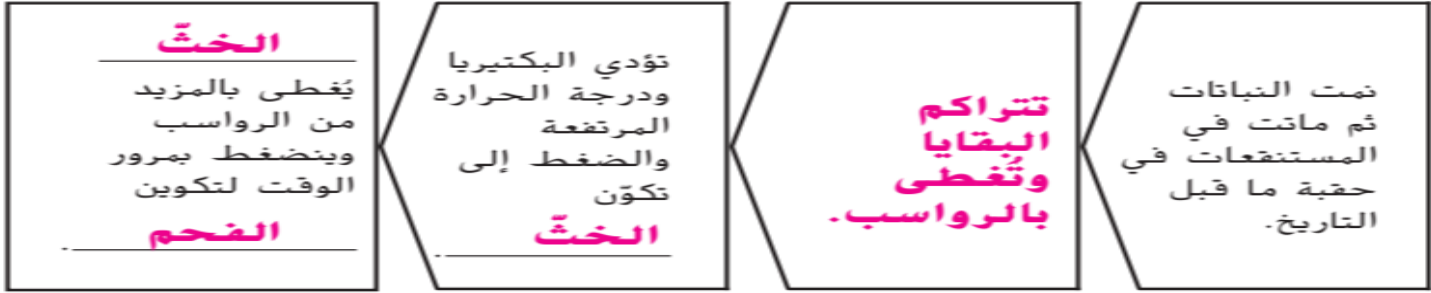 نمت النباتات
ثم ماتت في
المستنقعات في
حقبة ما قبل
التاريخ.
تتراكم
البقايا
وتُغطى
بالرواسب.
تؤدي البكتيريا
ودرجة الحرارة
المرتفعة
والضغط إلى
تكوّن
الخثّ.
الخثّ
يُغطى بالمزيد
من الرواسب
وينضغط بمرور
الوقت لتكوين
الفحم.